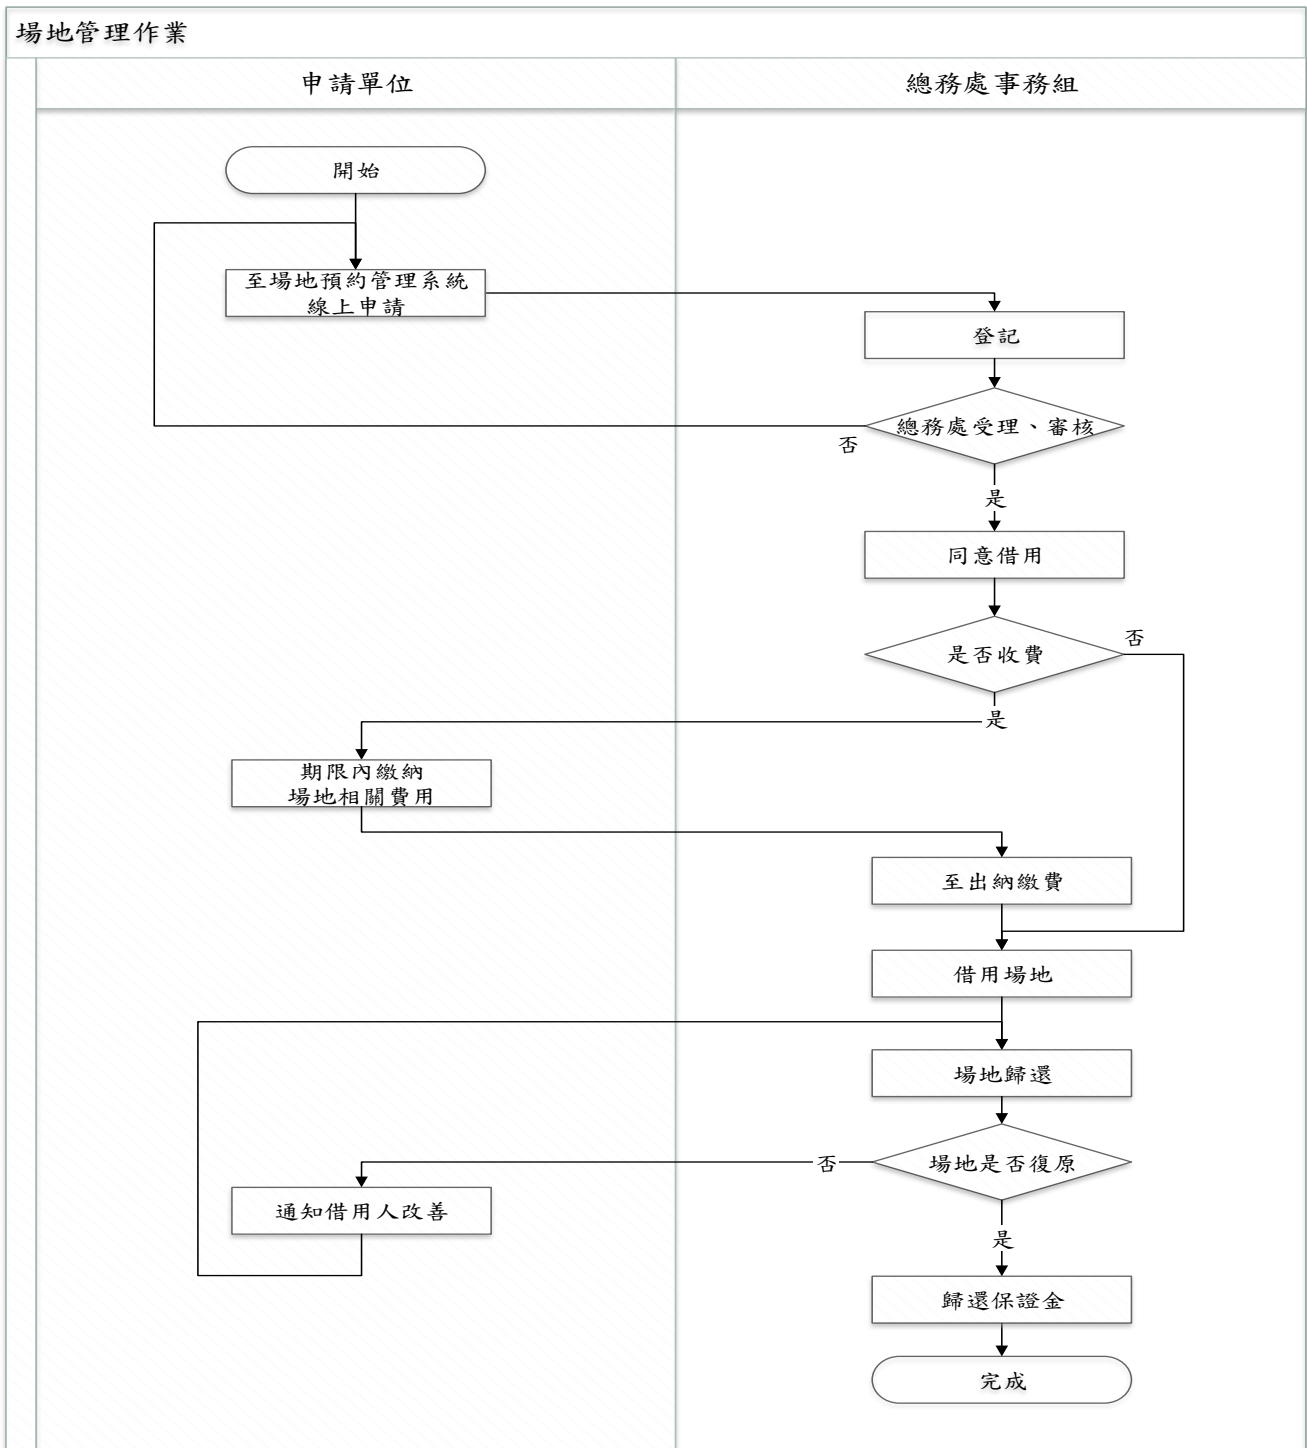 場地管理作業
申請單位
總務處事務組
開始
至場地預約管理系統
線上申請
登記
總務處受理、審核
否
是
同意借用
是否收費
否
是
期限內繳納
場地相關費用
至出納繳費
借用場地
場地歸還
場地是否復原
否
通知借用人改善
是
歸還保證金
完成